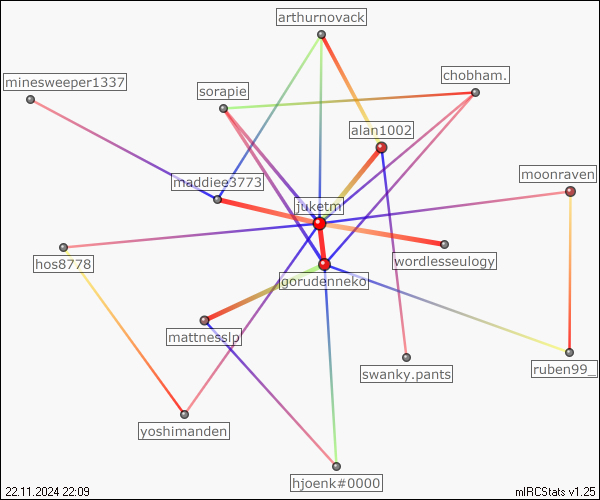 arthurnovack
minesweeper1337
chobham.
sorapie
alan1002
moonraven
maddiee3773
juketm
hos8778
wordlesseulogy
gorudenneko
mattnesslp
swanky.pants
ruben99_
yoshimanden
hjoenk#0000
22.11.2024 22:09
mIRCStats v1.25